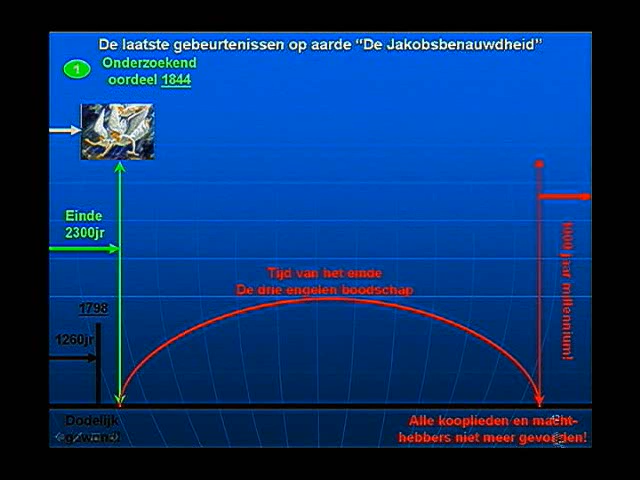 De laatste gebeurtenissen op aarde “De Jakobsbenauwdheid”
1
Onderzoekend
oordeel 1844
Einde
2300jr
Tijd van het einde
De drie engelen boodschap
1000 jaar millennium!
1798
1260jr
Dodelijk
gewond!
Alle kooplieden en macht-
hebbers niet meer gevonden!